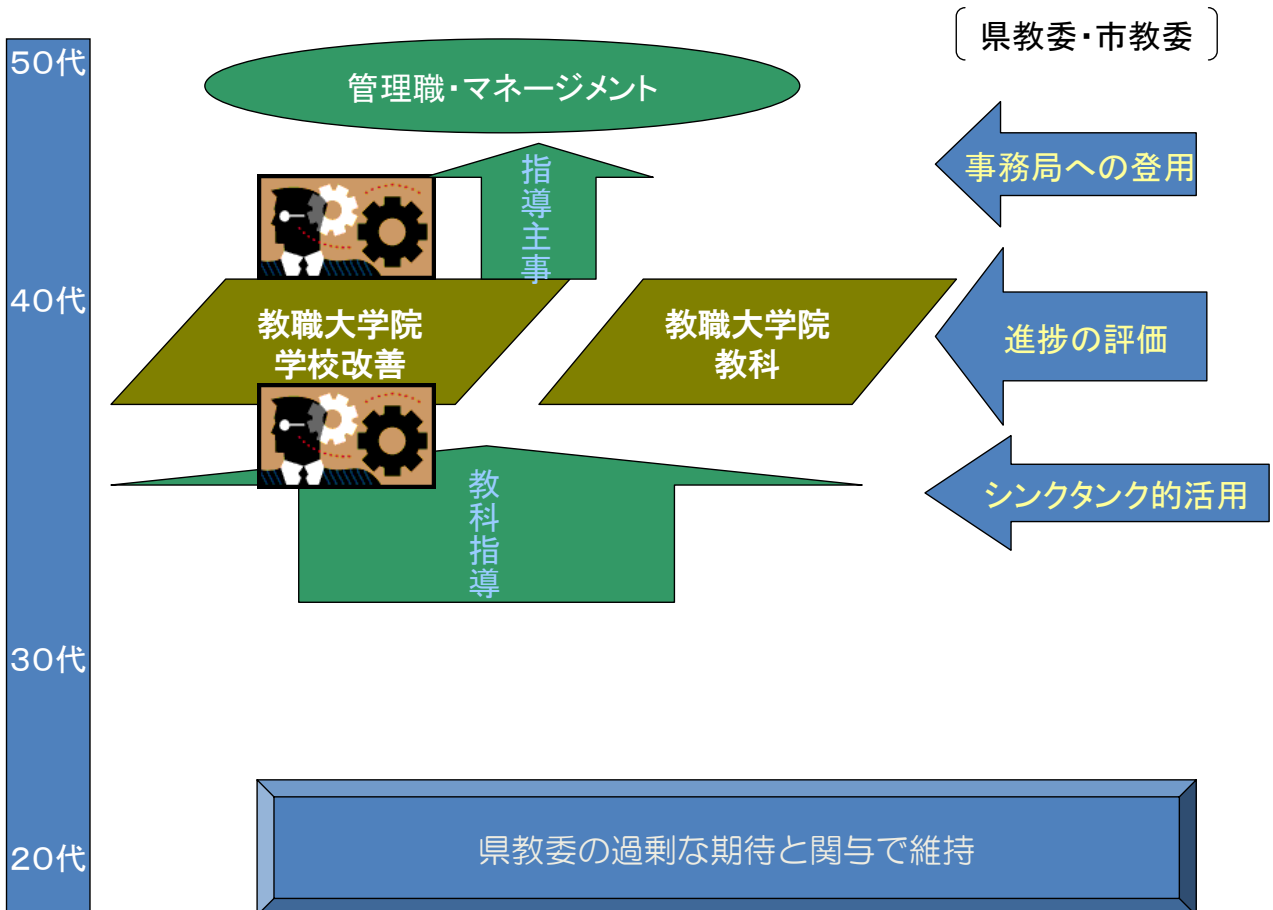 県教委・市教委
50代
管理職・マネージメント
事務局への登用
指導主事
40代
教職大学院
学校改善
教職大学院
教科
進捗の評価
シンクタンク的活用
教科指導
30代
20代
県教委の過剰な期待と関与で維持